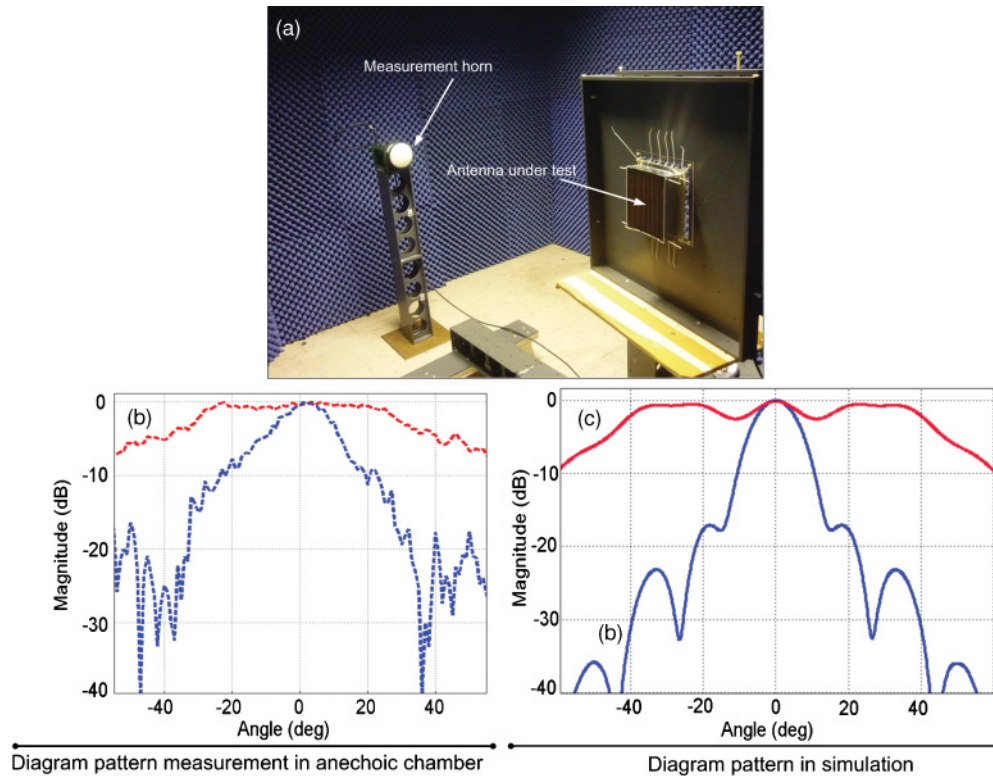 (a)
Measurement horn
Antenna under test
(b)
0
-10
-20
-30
-40
Magnitude (dB)
-40 -20 0 20 40
Angle (deg)
Diagram pattern measurement in anechoic chamber
(c)
0
-10
-20
-30
-40
Magnitude (dB)
(b)
-40 -20 0 20 40
Angle (deg)
Diagram pattern in simulation